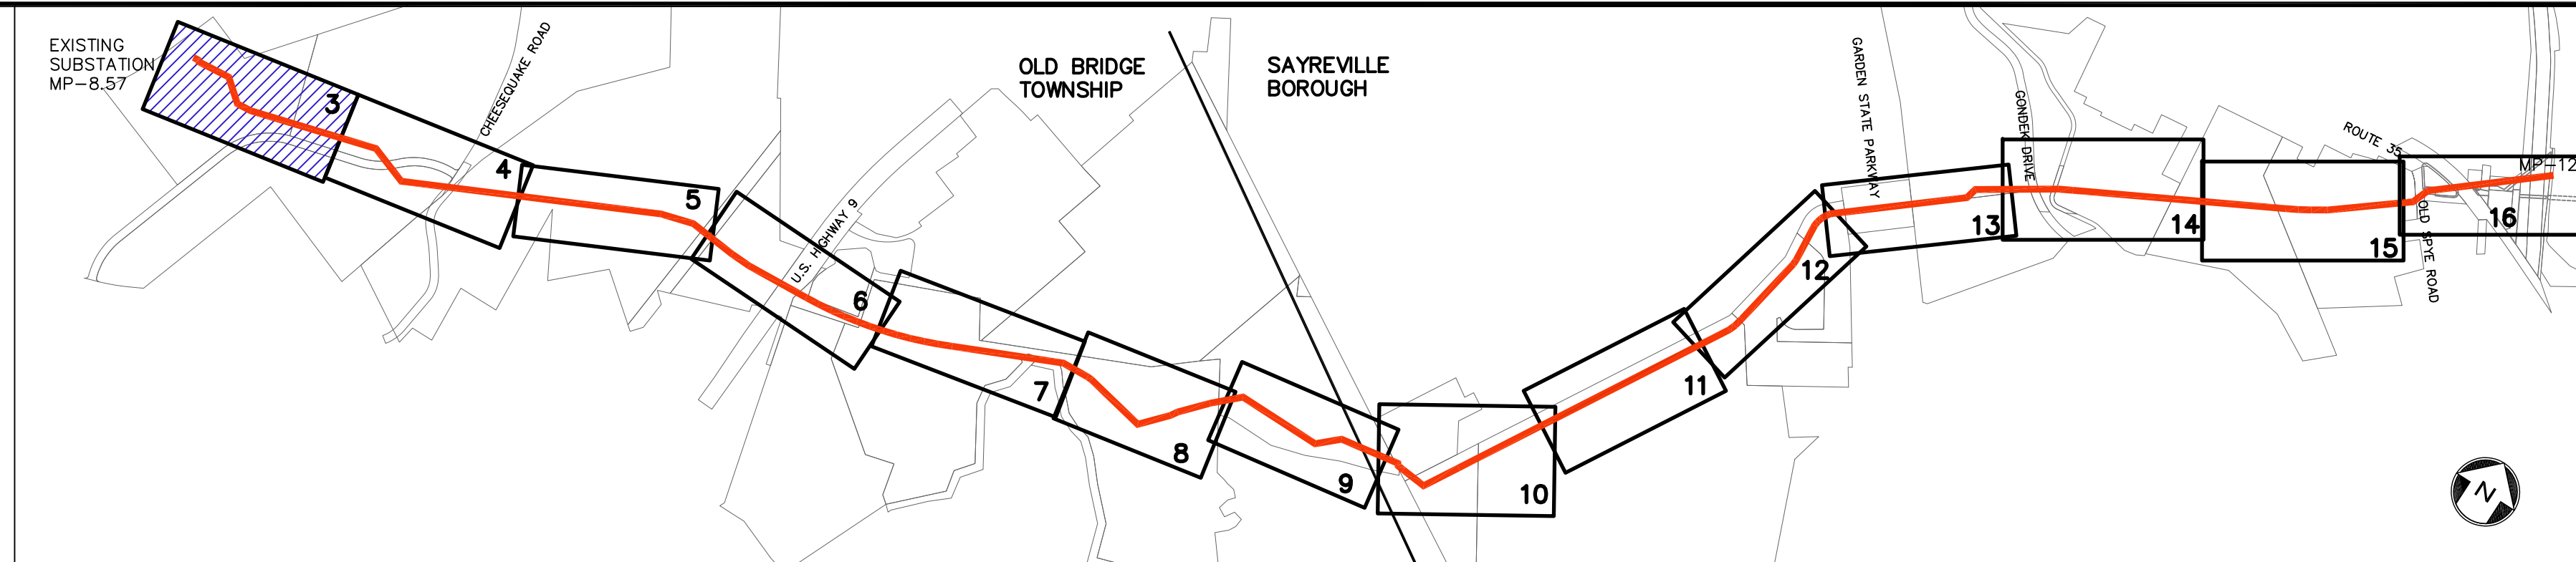 EXISTING
SUBSTATION
MP-8.57
3
CHEESEQUAKE ROAD
4
5
U.S. HIGHWAY 9
6
OLD BRIDGE
TOWNSHIP
SAYREVILLE
BOROUGH
7
8
9
10
11
12
GARDEN STATE PARKWAY
13
GONDEK DRIVE
14
ROUTE 35
15
OLD SPYE ROAD
16
MP-12
N